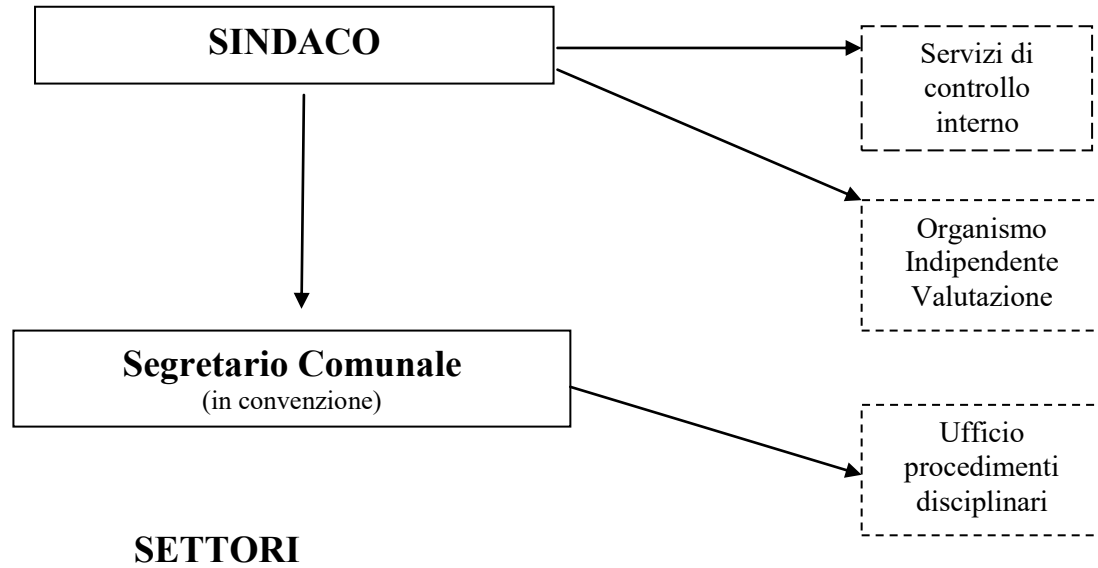 SINDACO
Servizi di
controllo
interno
Organismo
Indipendente
Valutazione
Segretario Comunale
(in convenzione)
Ufficio
procedimenti
disciplinari
SETTORI